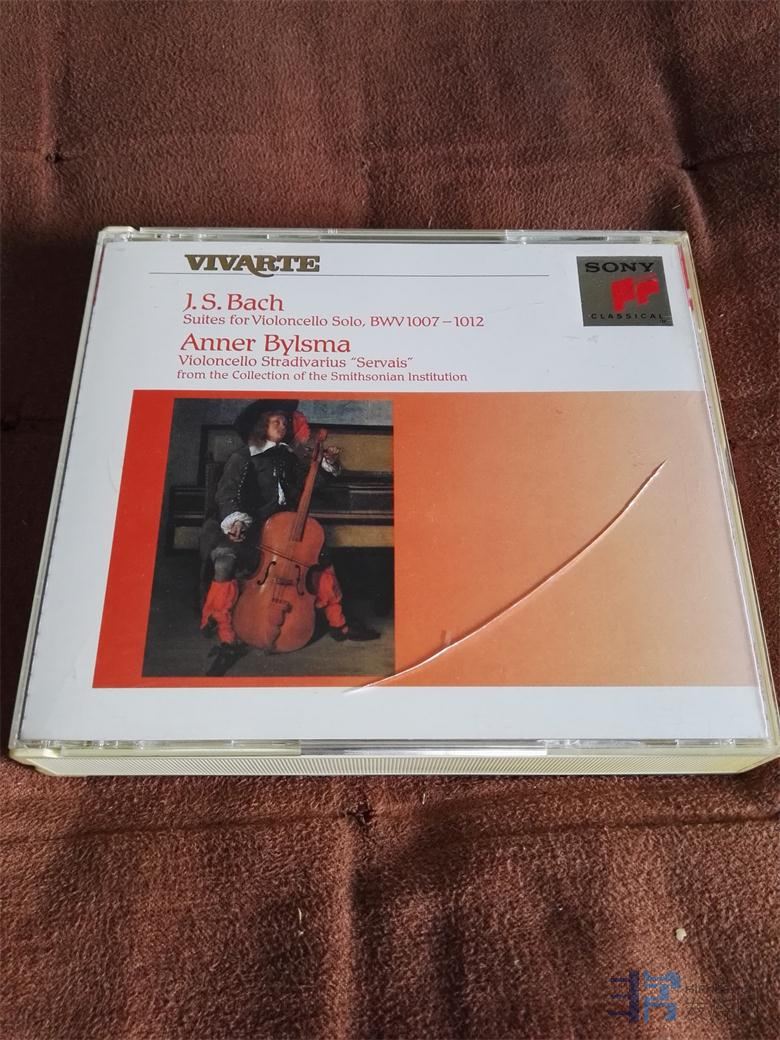 VIVARTE
SONY
CLASSICAL
J. S. Bach
Suites for Violoncello Solo, BWV 1007 – 1012
Anner Bylsma
Violoncello Stradivarius "Servais"
from the Collection of the Smithsonian Institution